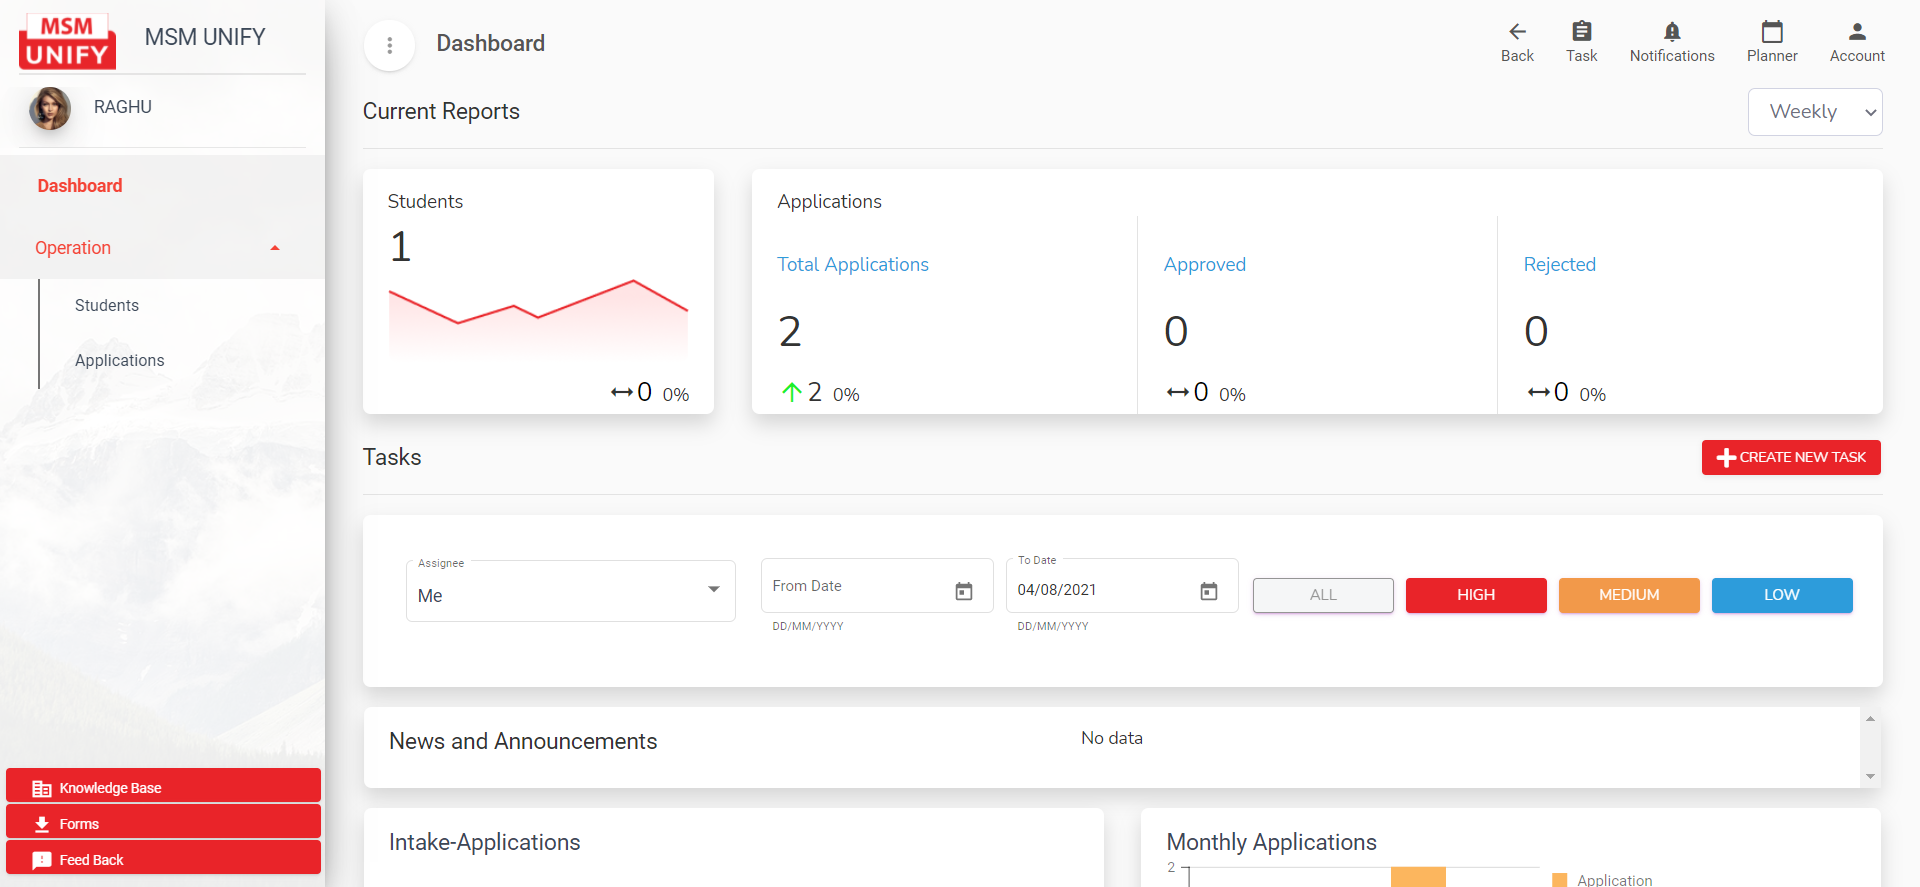 MSM
UNIFY
MSM UNIFY
RAGHU
Dashboard
Operation
Students
Applications
Knowledge Base
Forms
Feed Back
Dashboard
Back
Task
Notifications
Planner
Account
Current Reports
Weekly
Students
1
0 0%
Applications
Total Applications
2
2 0%
Approved
0
0 0%
Rejected
0
0 0%
Tasks
CREATE NEW TASK
Assignee
Me
From Date
DD/MM/YYYY
To Date
04/08/2021
DD/MM/YYYY
ALL
HIGH
MEDIUM
LOW
News and Announcements
No data
Intake-Applications
Monthly Applications
2
Application